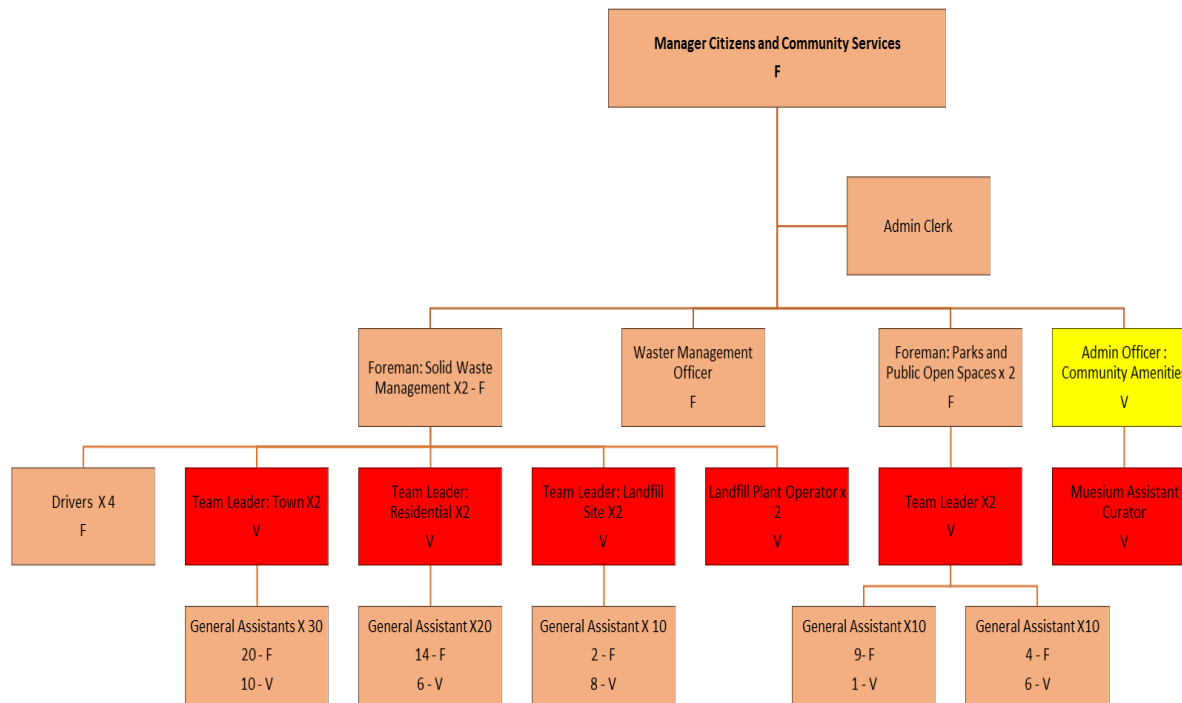 Manager Citizens and Community Services
F
Admin Clerk
Foreman: Solid Waste
Management X2 - F
Waster Management
Officer
F
Foreman: Parks and
Public Open Spaces x 2
F
Admin Officer :
Community Amenities
V
Drivers X 4
F
Team Leader: Town X2
V
Team Leader:
Residential X2
V
Team Leader: Landfill
Site X2
V
Landfill Plant Operator x
2
V
Team Leader X2
V
Muesium Assistant
Curator
V
General Assistants X 30
20 - F
10 - V
General Assistant X20
14 - F
6 - V
General Assistant X 10
2 - F
8 - V
General Assistant X10
9- F
1 - V
General Assistant X10
4 - F
6 - V